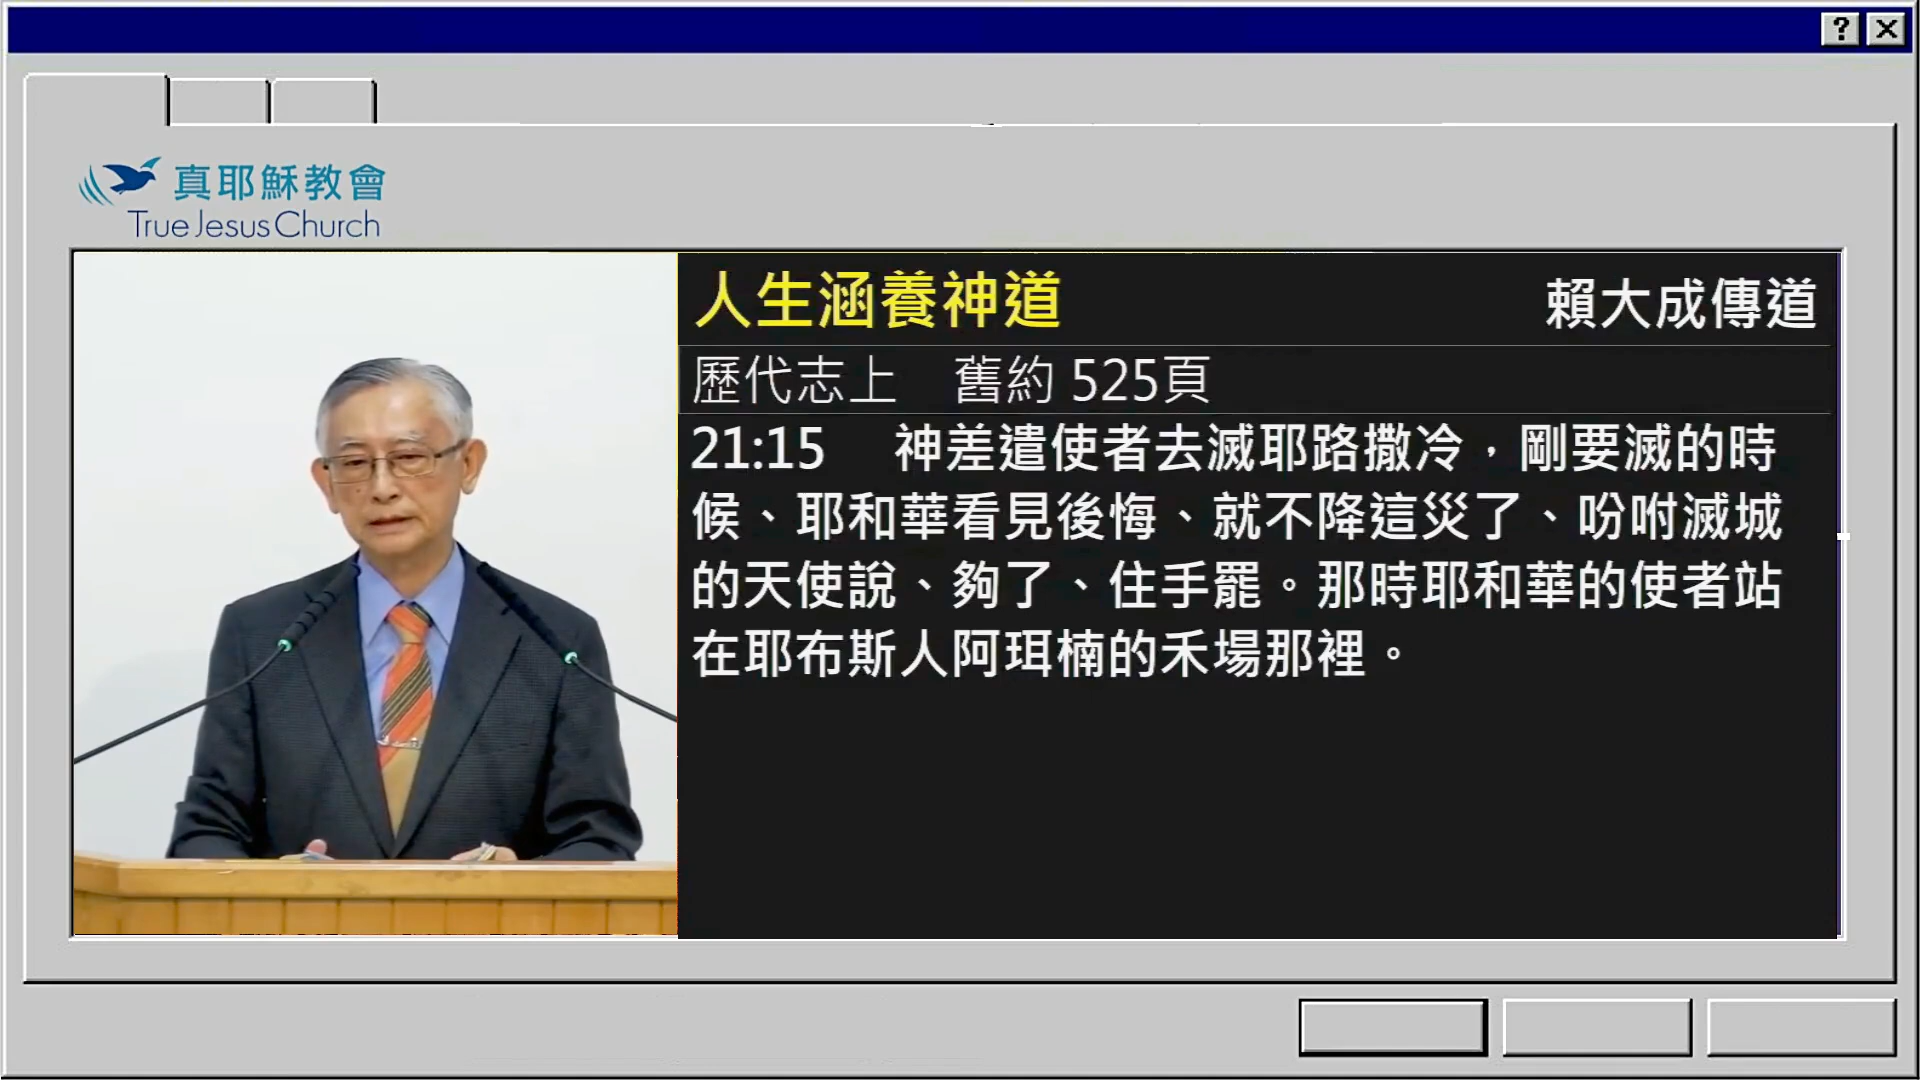 ?
真耶穌教會
True Jesus Church
人生涵養神道
賴大成傳道
歷代志上 舊約 525頁
21:15 神差遣使者去滅耶路撒冷，剛要滅的時
候、耶和華看見後悔、就不降這災了、吩咐滅城
的天使說、夠了、住手罷。那時耶和華的使者站
在耶布斯人阿珥楠的禾場那裡。